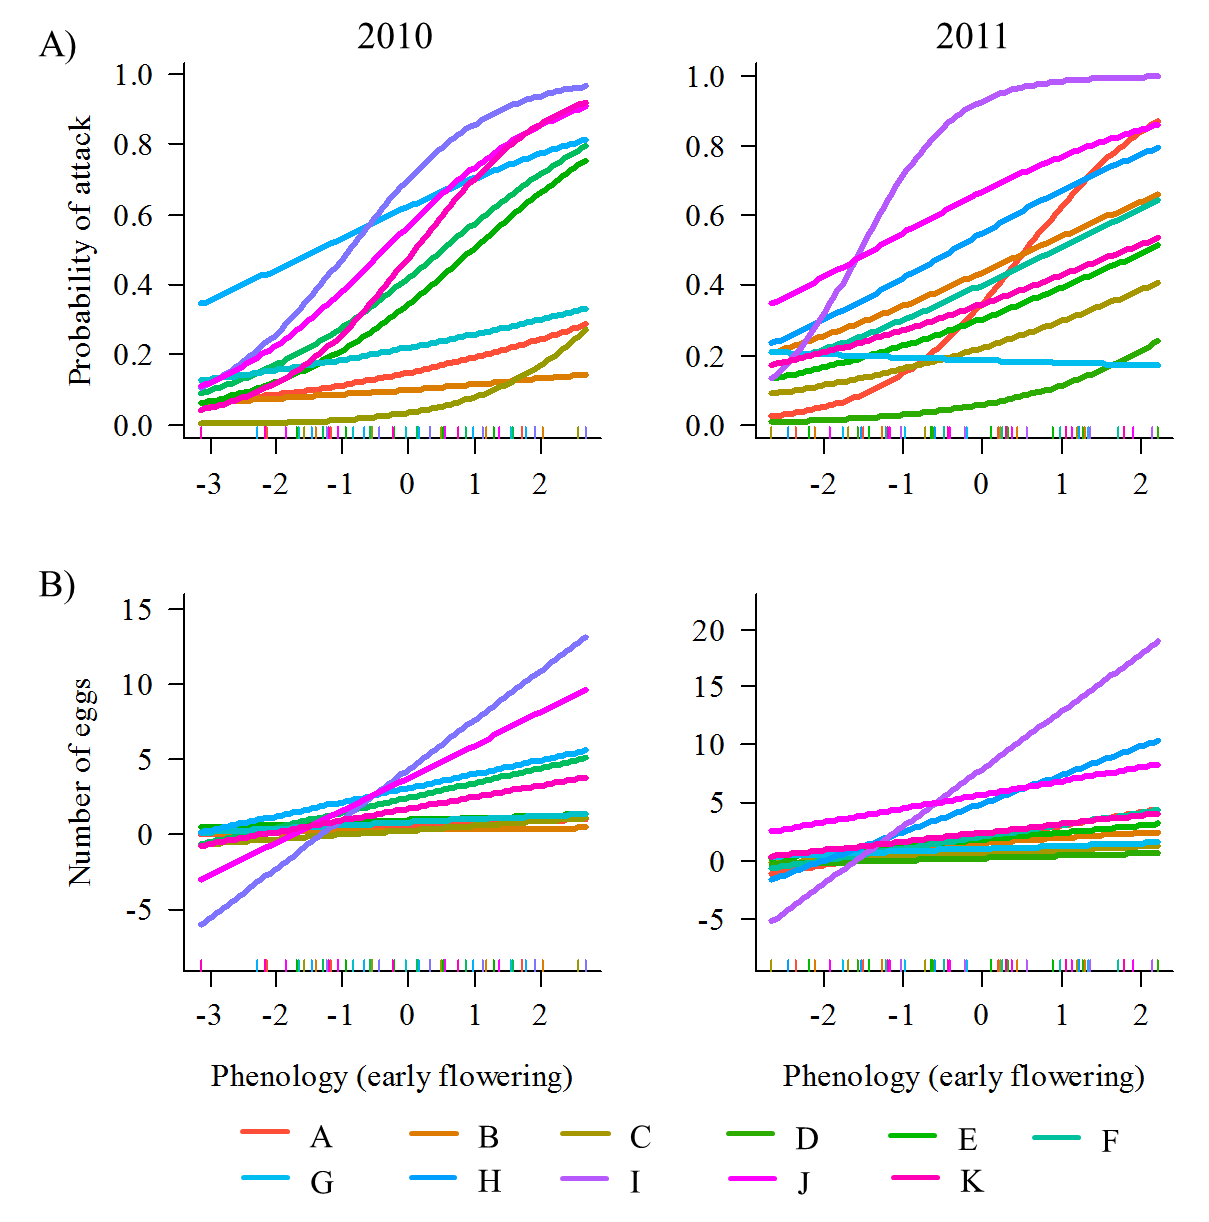 A)
2010
2011
Probability of attack
1.0
0.8
0.6
0.4
0.2
0.0
-3 -2 -1 0 1 2
1.0
0.8
0.6
0.4
0.2
0.0
-2 -1 0 1 2
B)
Number of eggs
15
10
5
0
-5
-3 -2 -1 0 1 2
20
15
10
5
0
-5
-2 -1 0 1 2
Phenology (early flowering)
Phenology (early flowering)
A B C D E F
G H I J K